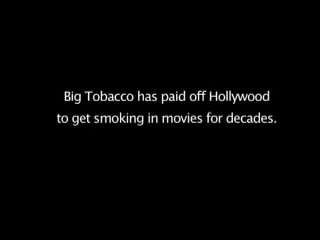 Big Tobacco has paid off Hollywood
to get smoking in movies for decades.